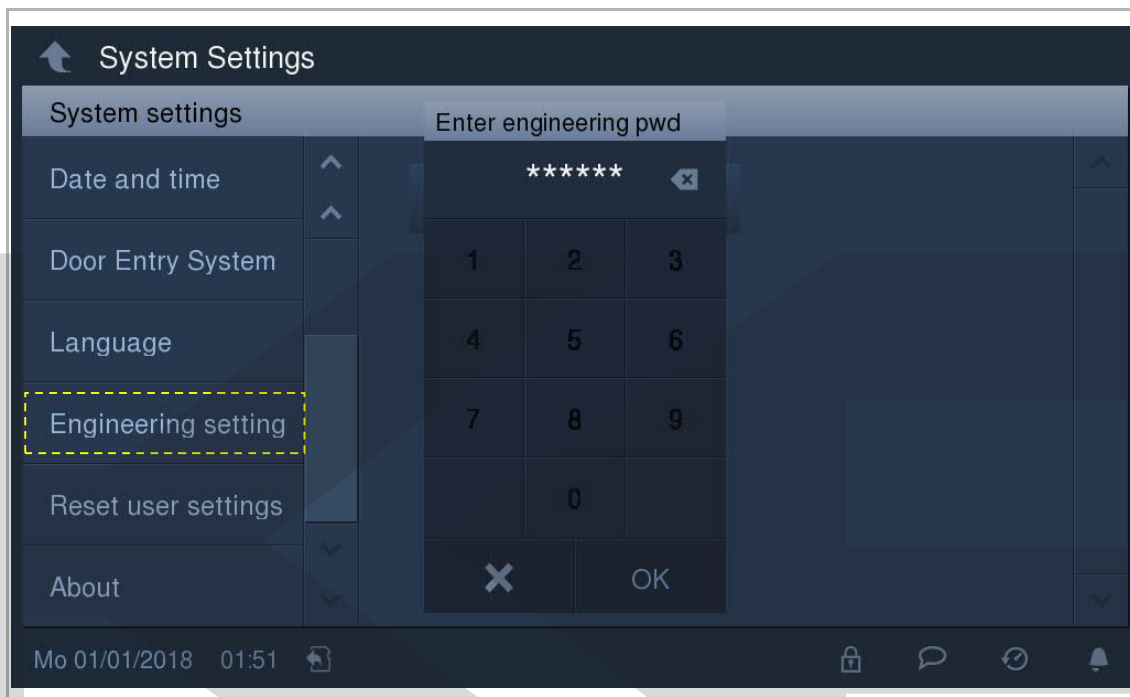 System Settings
System settings
Enter engineering pwd
******
Date and time
Door Entry System
Language
Engineering setting
Reset user settings
About
1 2 3
4 5 6
7 8 9
0
OK
Mo 01/01/2018 01:51